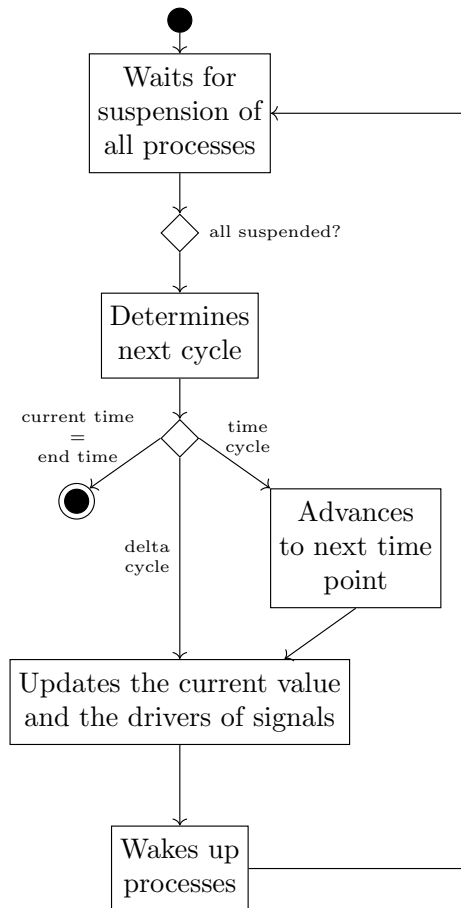 Waits for
suspension of
all processes
all suspended?
Determines
next cycle
current time
=
end time
time
cycle
Advances
to next time
point
delta
cycle
Updates the current value
and the drivers of signals
Wakes up
processes